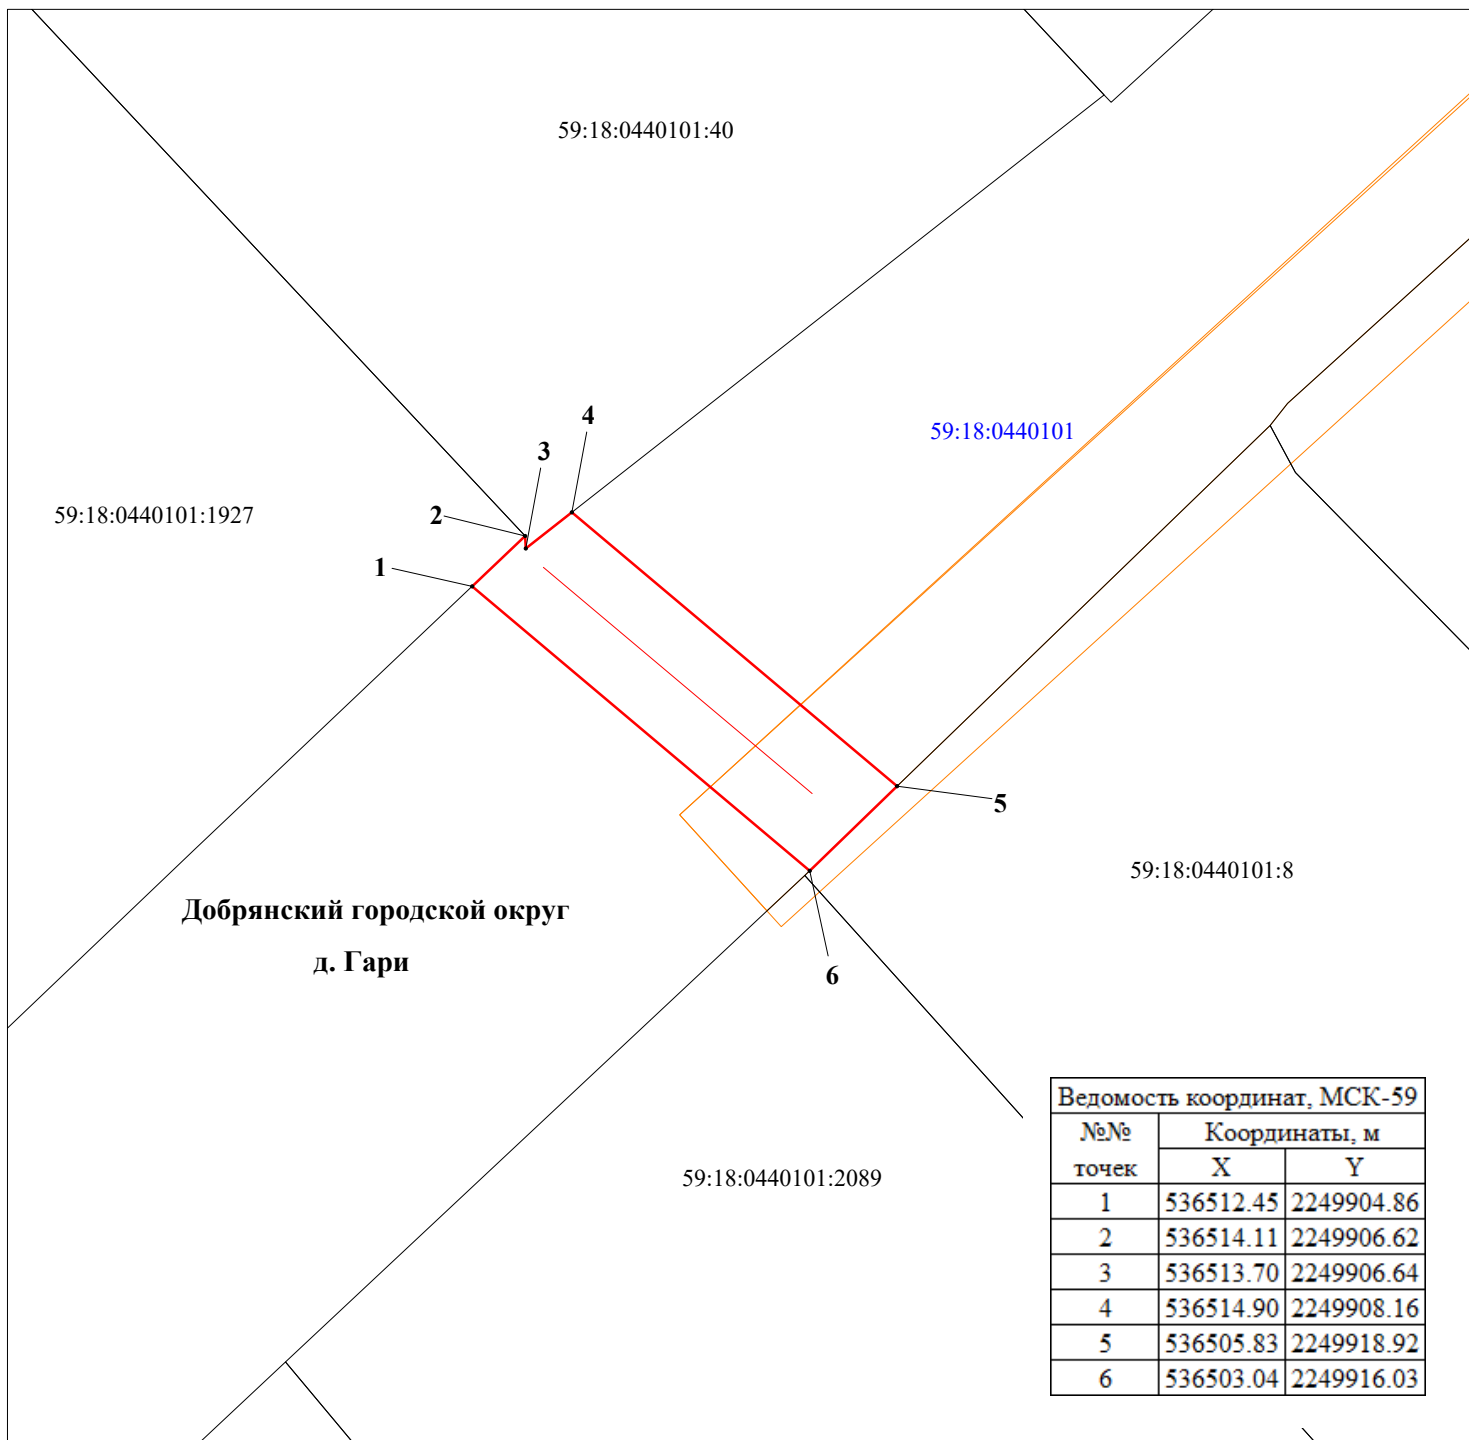 59:18:0440101:40
4
59:18:0440101
3
59:18:0440101:1927
2
1
5
59:18:0440101:8
Добрянский городской округ
д. Гари
6
59:18:0440101:2089
Ведомость координат, МСК-59
№№ точек Координаты, м
X Y
1 536512.45 2249904.86
2 536514.11 2249906.62
3 536513.70 2249906.64
4 536514.90 2249908.16
5 536505.83 2249918.92
6 536503.04 2249916.03